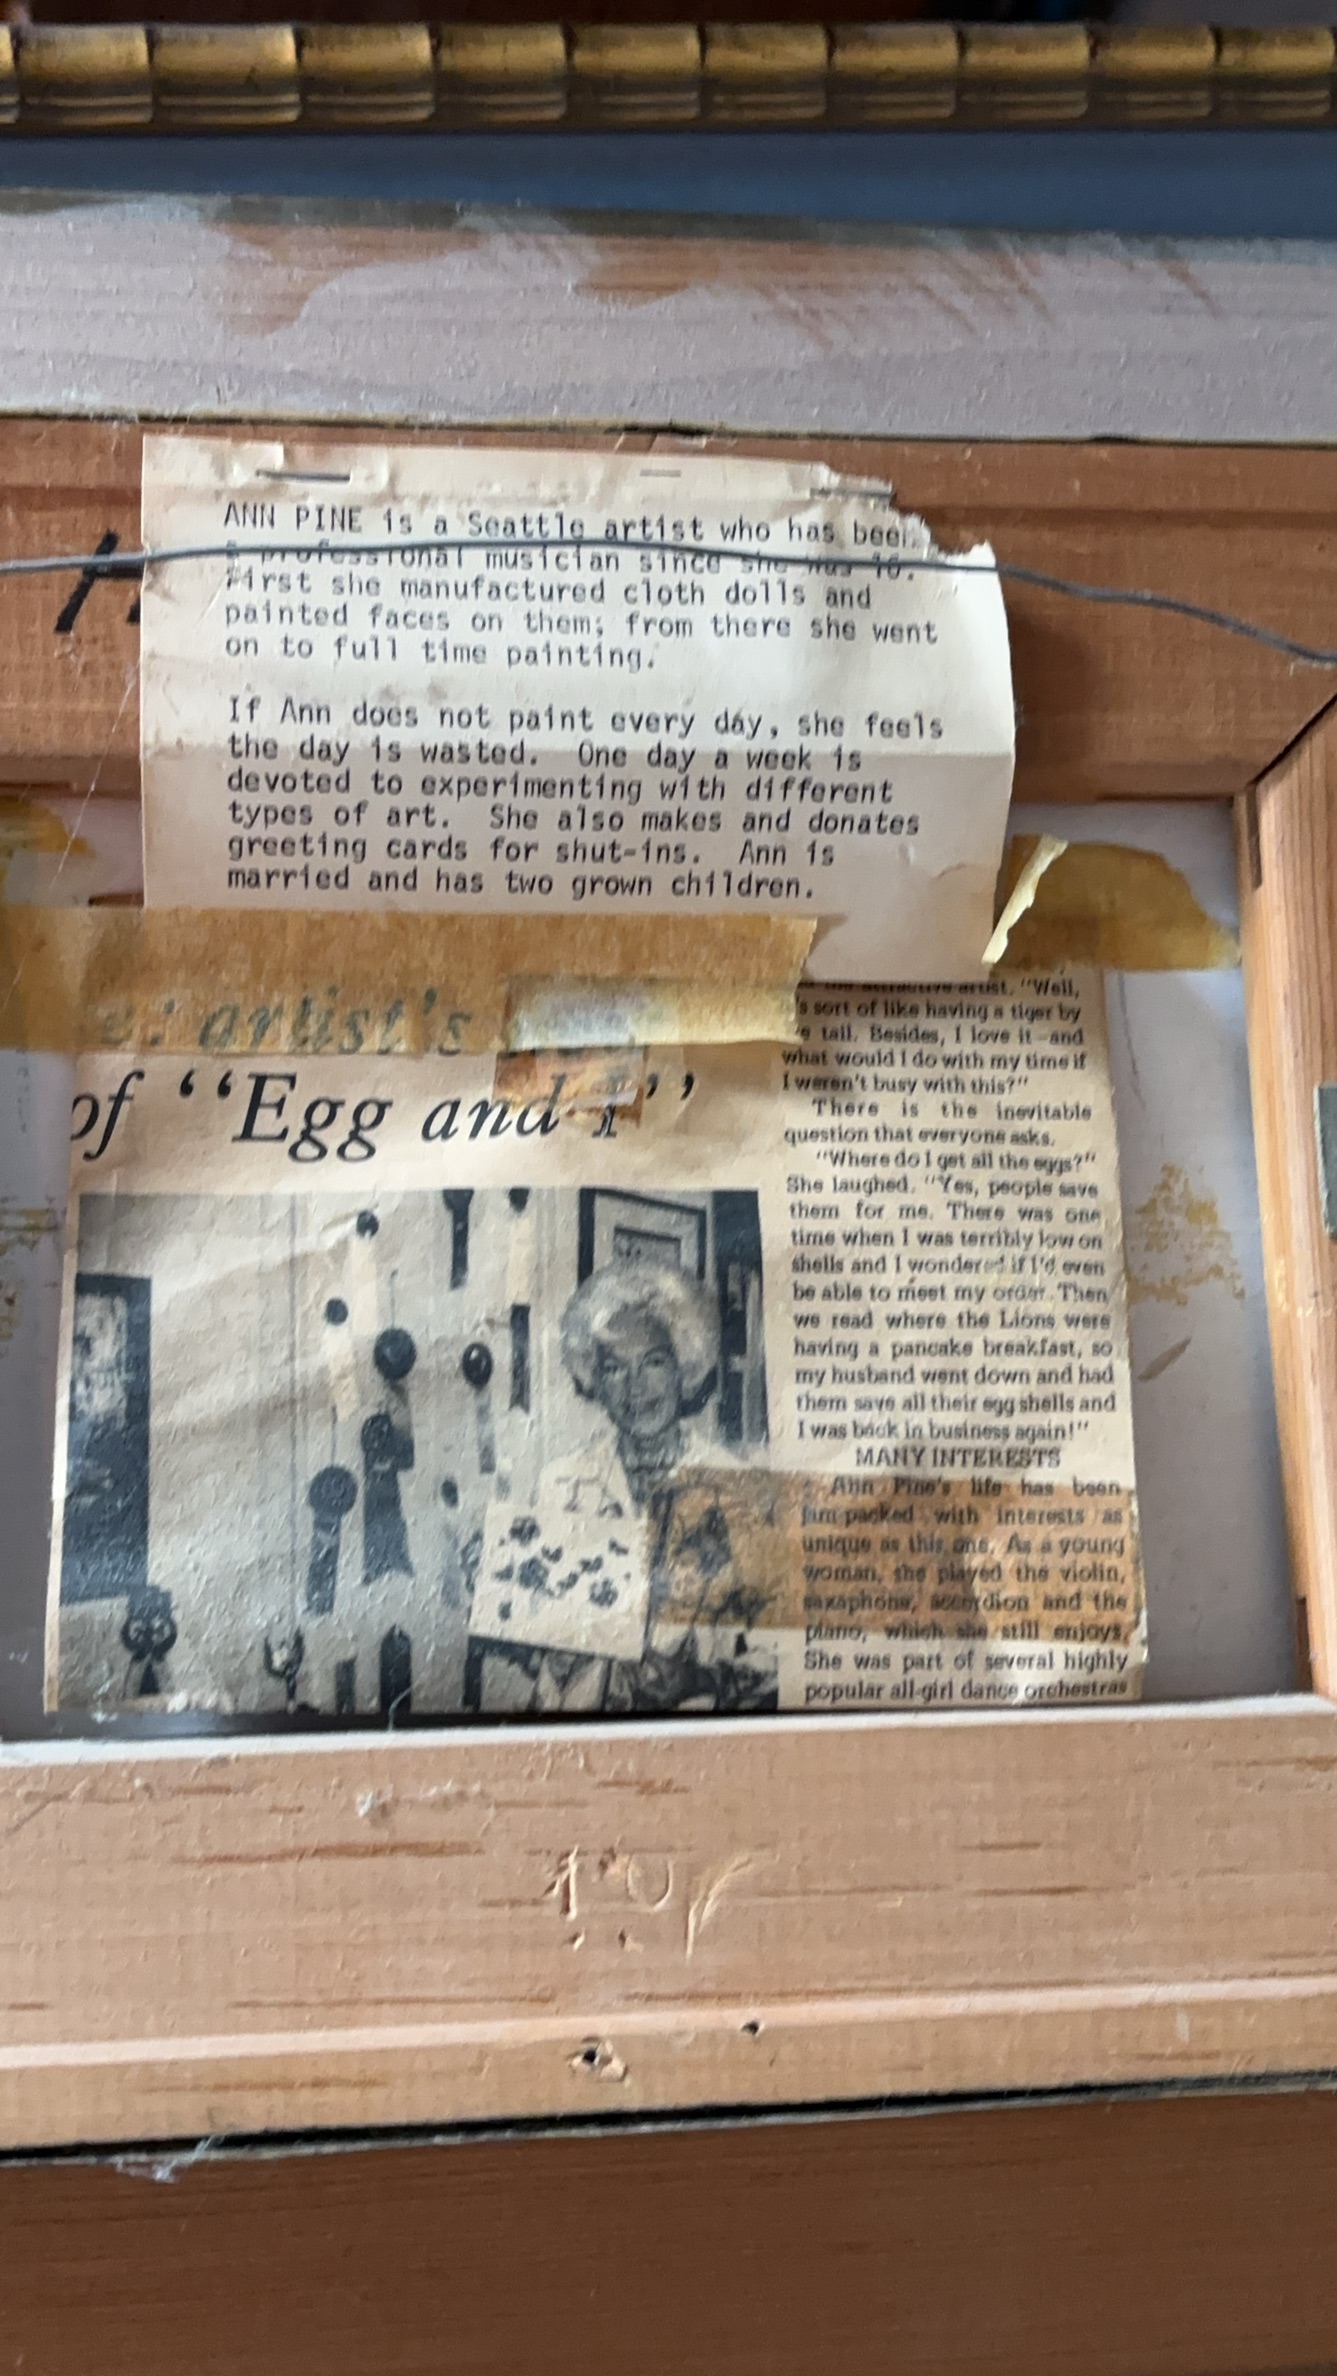 ANN PINE is a Seattle artist who has been
a professional musician since she was 16.
First she manufactured cloth dolls and
painted faces on them; from there she went
on to full time painting.
If Ann does not paint every day, she feels
the day is wasted. One day a week is
devoted to experimenting with different
types of art. She also makes and donates
greeting cards for shut-ins. Ann is
married and has two grown children.
artist's
of “Egg and I”
attractive artist. "Well,
's sort of like having a tiger by
tail. Besides, I love it—and
what would I do with my time if
I weren't busy with this?"
There is the inevitable
question that everyone asks.
"Where do I get all the eggs?"
She laughed. "Yes, people save
them for me. There was one
time when I was terribly low on
shells and I wondered if I'd even
be able to meet my order. Then
we read where the Lions were
having a pancake breakfast, so
my husband went down and had
them save all their egg shells and
I was back in business again!"
MANY INTERESTS
Ann Pine's life has been
jam-packed with interests as
unique as this one. As a young
woman, she played the violin,
saxaphone, accordion and the
piano, which she still enjoys.
She was part of several highly
popular all-girl dance orchestras
TOP